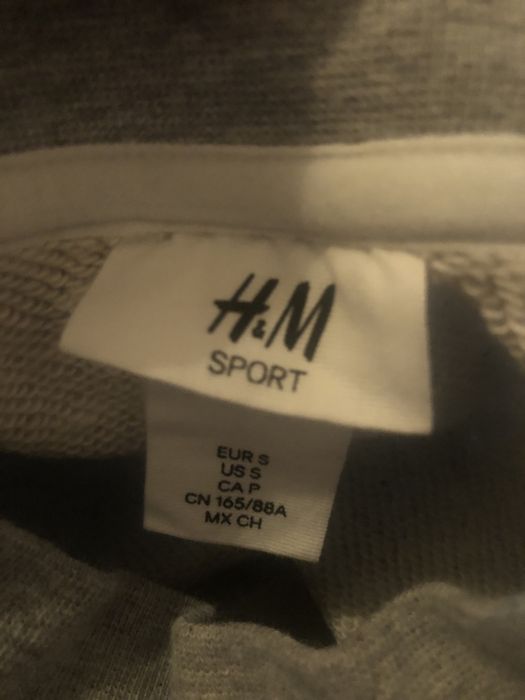 H&M
SPORT
EUR S
US S
CA P
CN 165/88A
MX CH